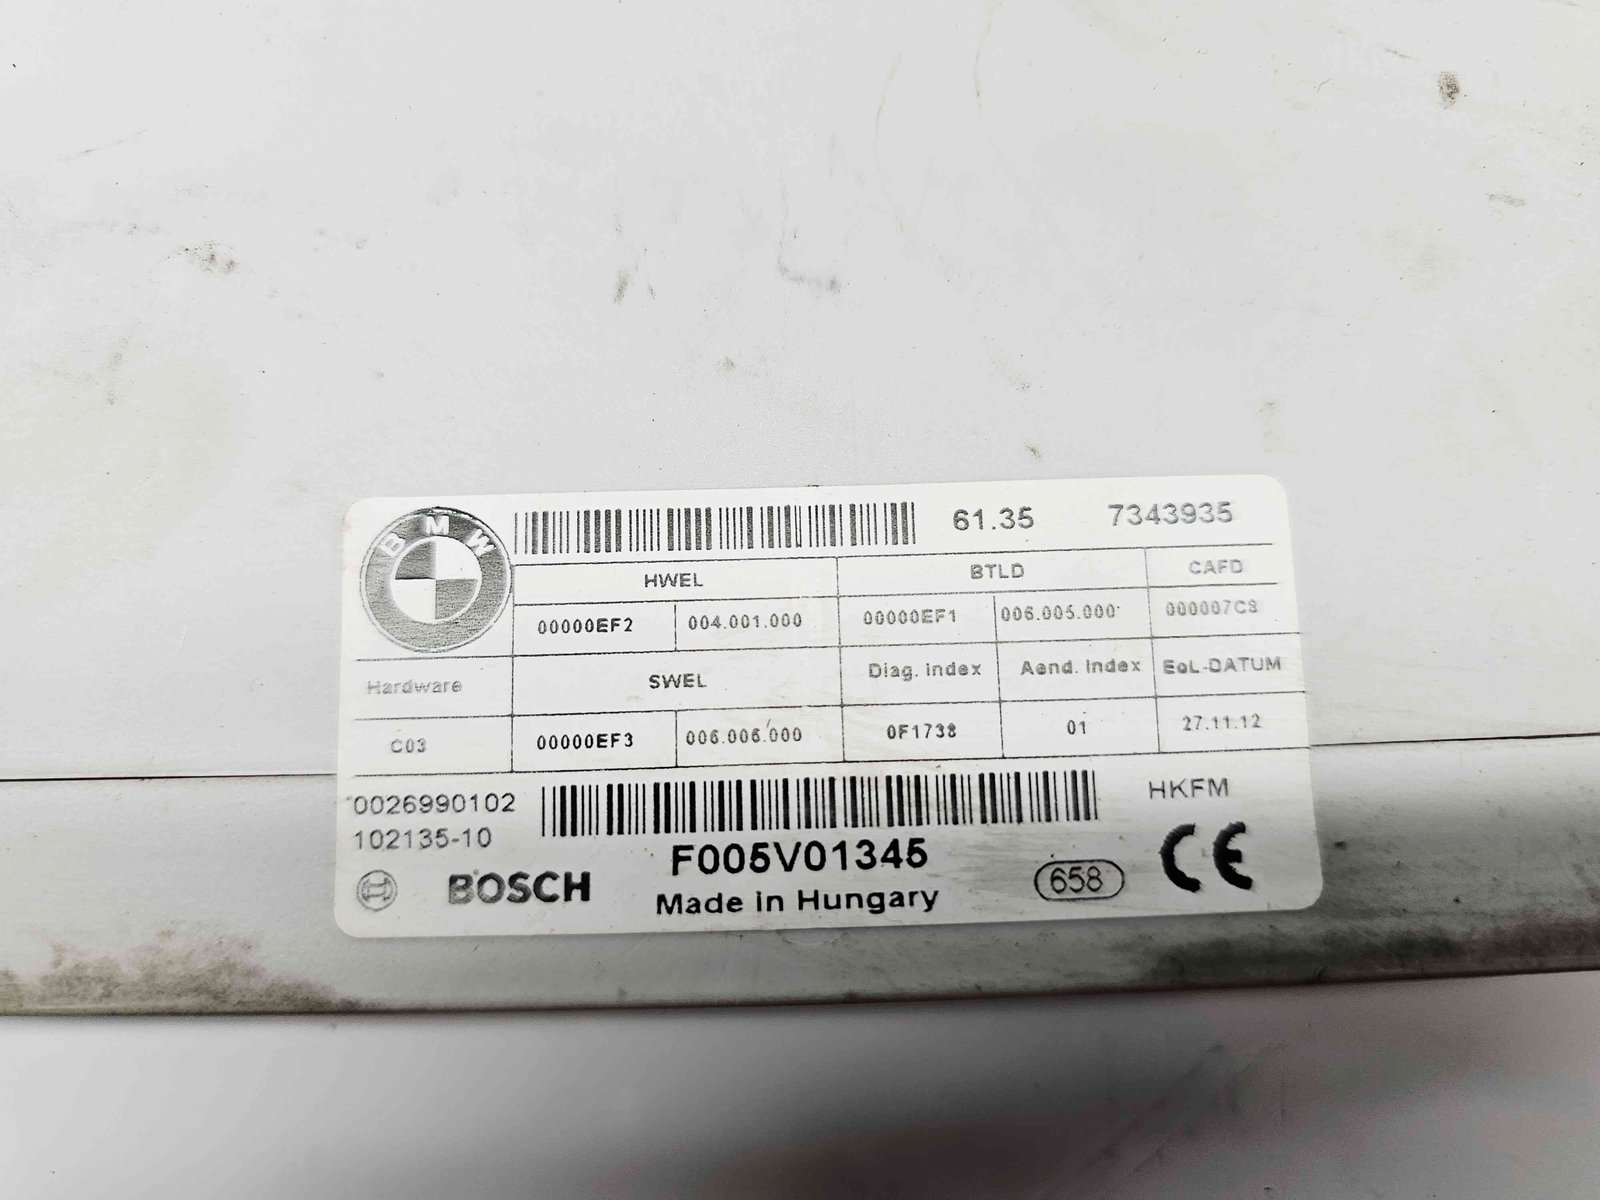 BMW
61.35 7343935
HWEL BTLD CAFD
00000EF2 004.001.000 00000EF1 006.005.000 000007C8
Hardware SWEL Diag. index Aend. Index EoL-DATUM
C03 00000EF3 006.006.000 0F1738 01 27.11.12
0026990102 HKFM
102135-10
F005V01345
BOSCH Made in Hungary 658 CE